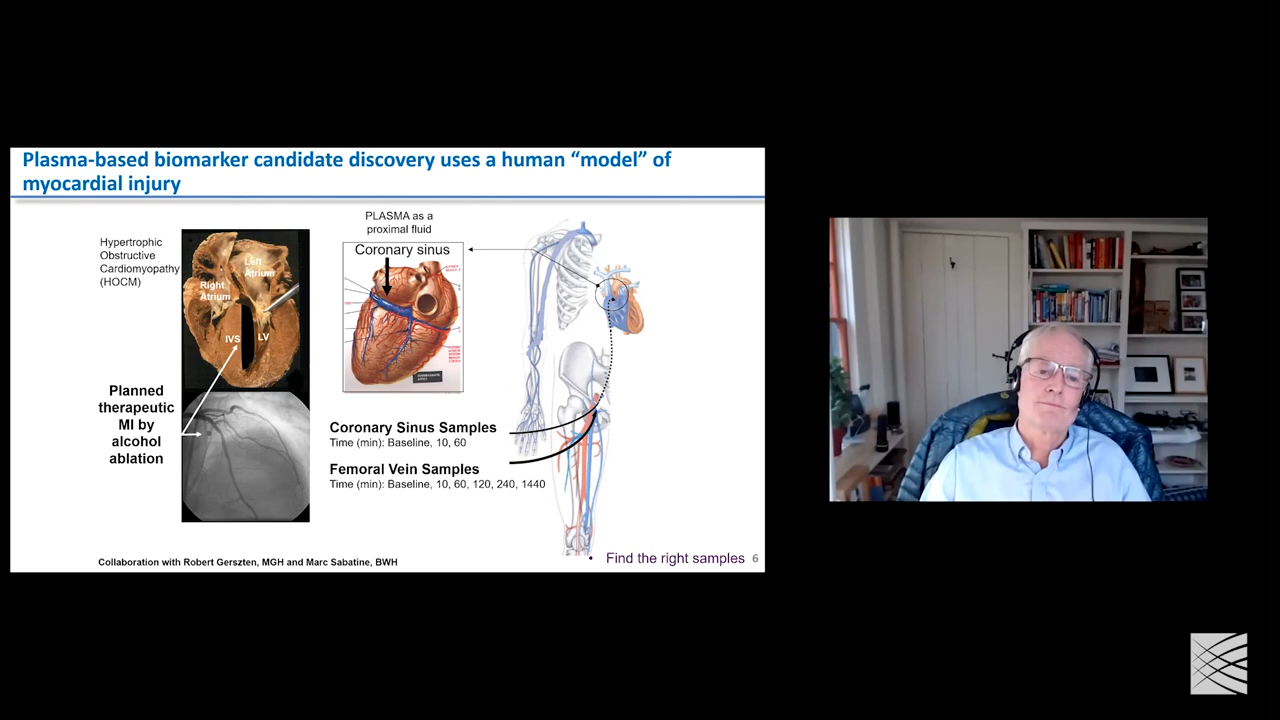 Plasma-based biomarker candidate discovery uses a human “model” of
myocardial injury
Hypertrophic
Obstructive
Cardiomyopathy
(HOCM)
Left
Atrium
Right
Atrium
IVS
LV
Planned
therapeutic
MI by
alcohol
ablation
PLASMA as a
proximal fluid
Coronary sinus
Coronary Sinus Samples
Time (min): Baseline, 10, 60
Femoral Vein Samples
Time (min): Baseline, 10, 60, 120, 240, 1440
Collaboration with Robert Gerszten, MGH and Marc Sabatine, BWH
• Find the right samples 6